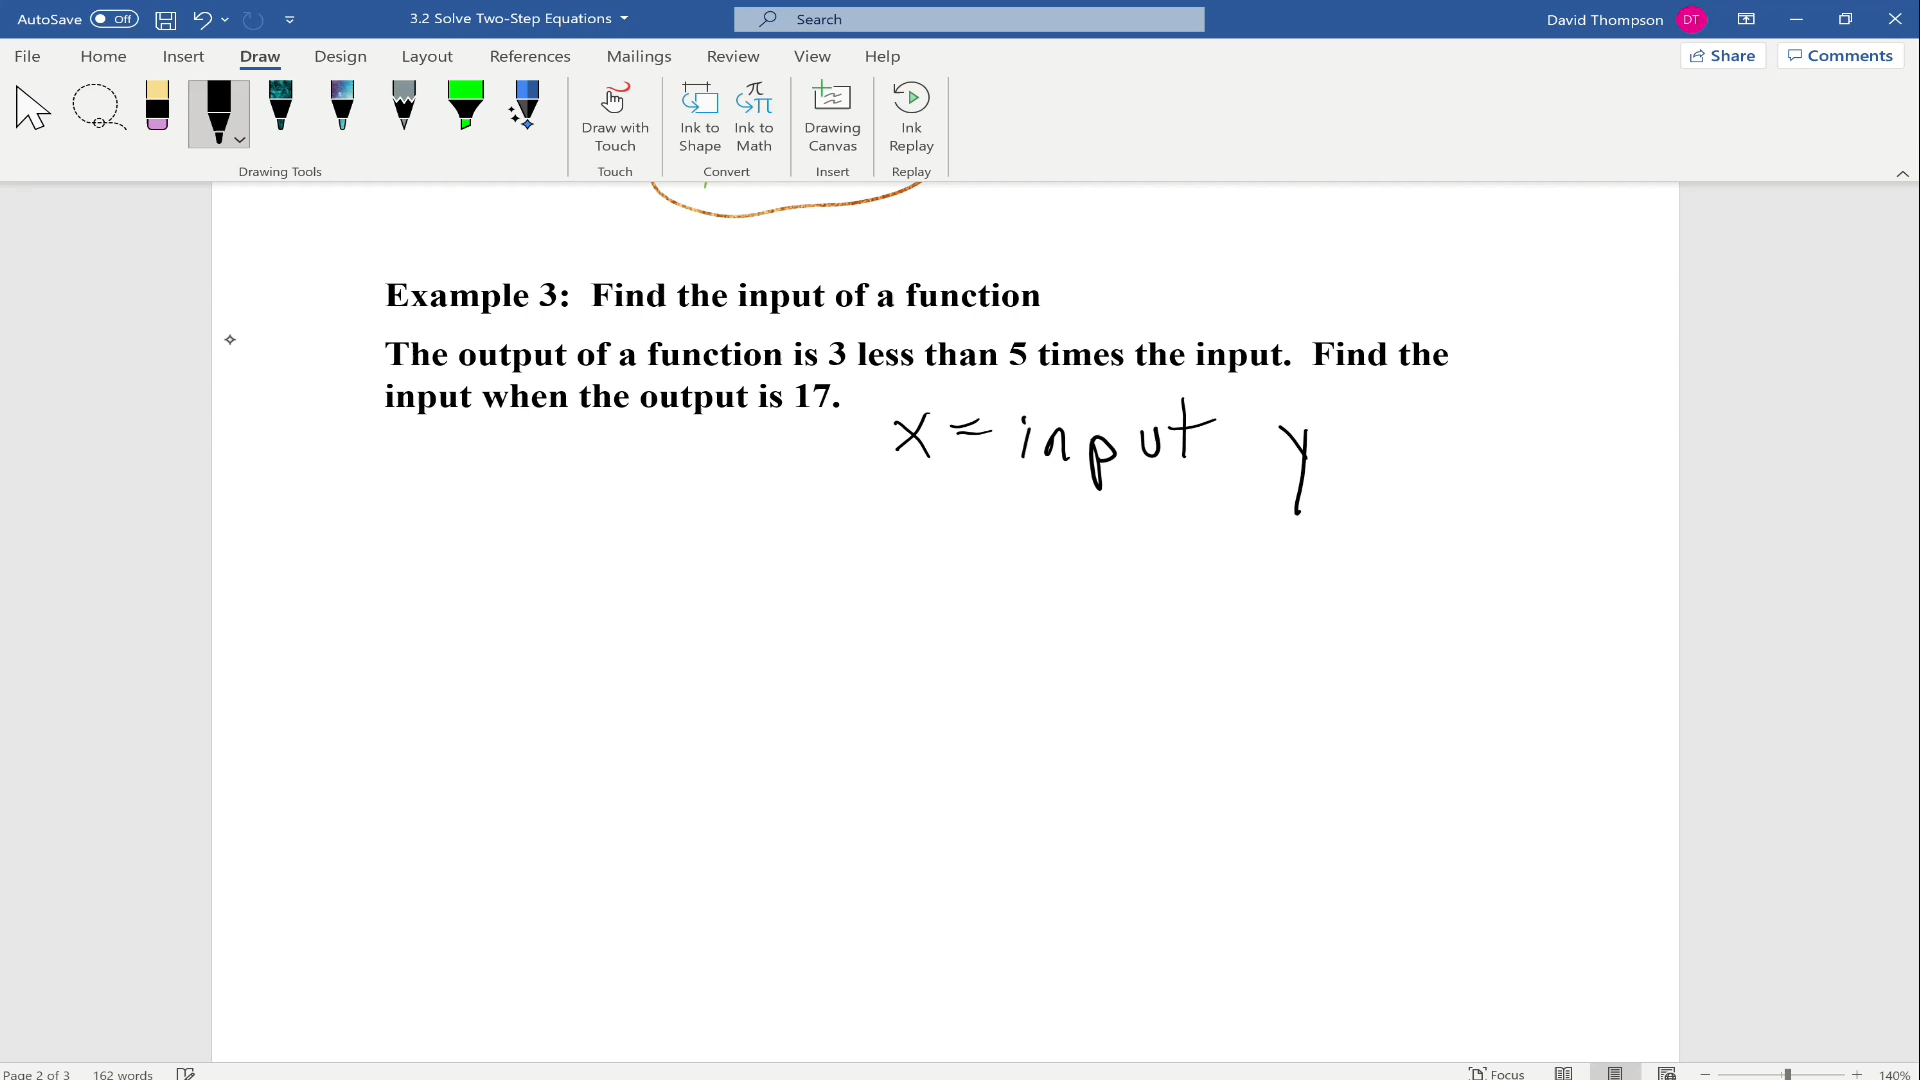 AutoSave Off 3.2 Solve Two-Step Equations Search David Thompson DT
File Home Insert Draw Design Layout References Mailings Review View Help Share Comments
Draw with Touch Ink to Shape Ink to Math Drawing Canvas Ink Replay
Drawing Tools Touch Convert Insert Replay
Example 3: Find the input of a function
The output of a function is 3 less than 5 times the input. Find the
input when the output is 17.
x = input y
Page 2 of 3 162 words Focus 140%